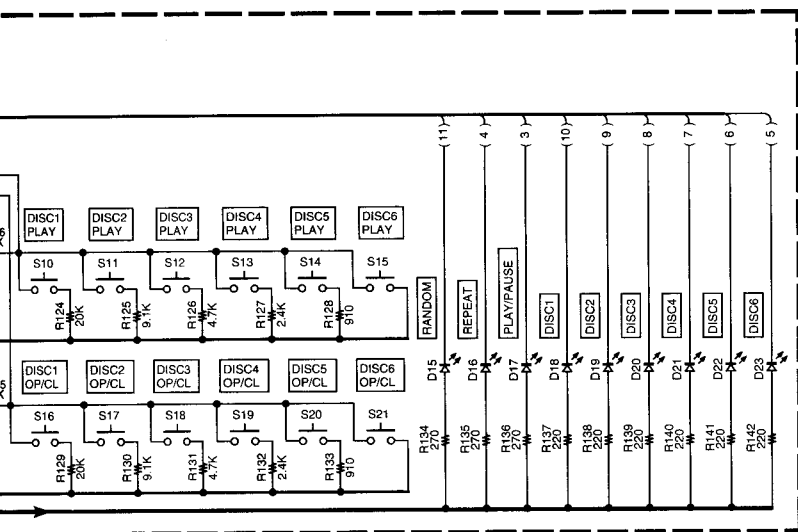 (11)
(4)
(3)
(10)
(9)
(8)
(7)
(6)
(5)
DISC1 PLAY
DISC2 PLAY
DISC3 PLAY
DISC4 PLAY
DISC5 PLAY
DISC6 PLAY
S10
S11
S12
S13
S14
S15
R124 20K
R125 9.1K
R126 4.7K
R127 2.4K
R128 910
RANDOM
REPEAT
PLAY/PAUSE
DISC1
DISC2
DISC3
DISC4
DISC5
DISC6
D15
D16
D17
D18
D19
D20
D21
D22
D23
DISC1 OP/CL
DISC2 OP/CL
DISC3 OP/CL
DISC4 OP/CL
DISC5 OP/CL
DISC6 OP/CL
S16
S17
S18
S19
S20
S21
R129 20K
R130 9.1K
R131 4.7K
R132 2.4K
R133 910
R134 270
R135 270
R136 270
R137 220
R138 220
R139 220
R140 220
R141 220
R142 220